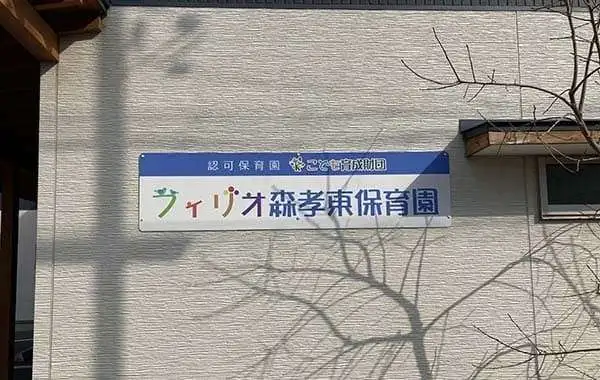 認可保育園 こども育成財団
フィリオ森孝東保育園